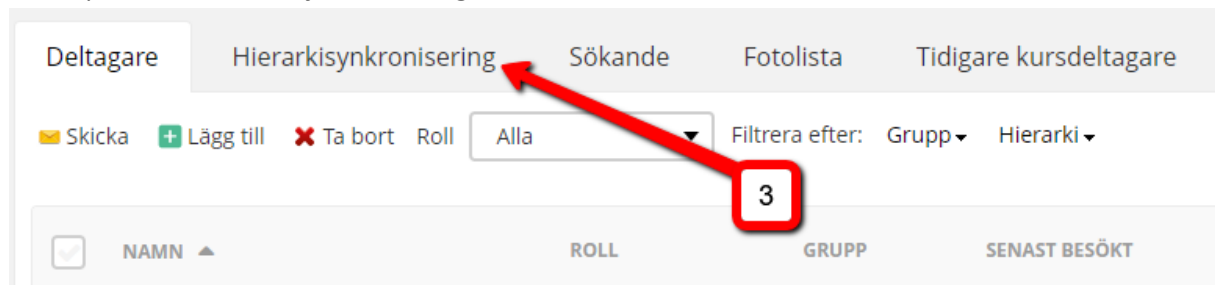 Deltagare Hierarkisynkronisering Sökande Fotolista Tidigare kursdeltagare
Skicka Lägg till Ta bort Roll Alla Filtrera efter: Grupp Hierarki
3
NAMN ROLL GRUPP SENAST BESÖKT